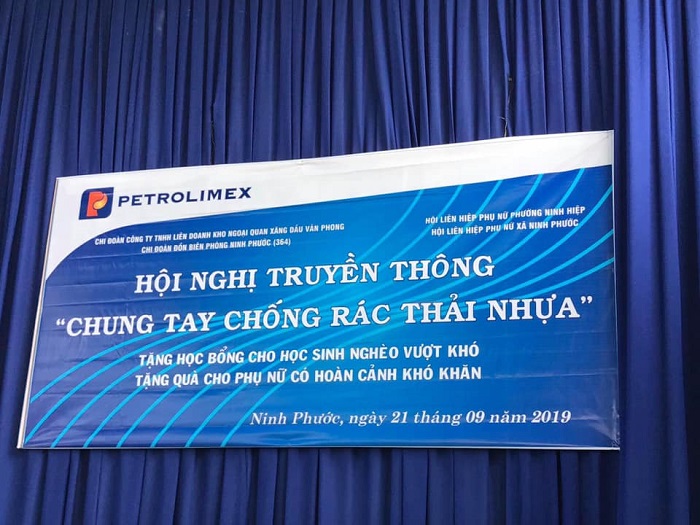 PETROLIMEX
CHI ĐOÀN CÔNG TY TNHH LIÊN DOANH KHO NGOẠI QUAN XĂNG DẦU VÂN PHONG
CHI ĐOÀN ĐỒN BIÊN PHÒNG NINH PHƯỚC (364)
HỘI LIÊN HIỆP PHỤ NỮ PHƯỜNG NINH HIỆP
HỘI LIÊN HIỆP PHỤ NỮ XÃ NINH PHƯỚC
HỘI NGHỊ TRUYỀN THÔNG
“CHUNG TAY CHỐNG RÁC THẢI NHỰA”
TẶNG HỌC BỔNG CHO HỌC SINH NGHÈO VƯỢT KHÓ
TẶNG QUÀ CHO PHỤ NỮ CÓ HOÀN CẢNH KHÓ KHĂN
Ninh Phước, ngày 21 tháng 09 năm 2019